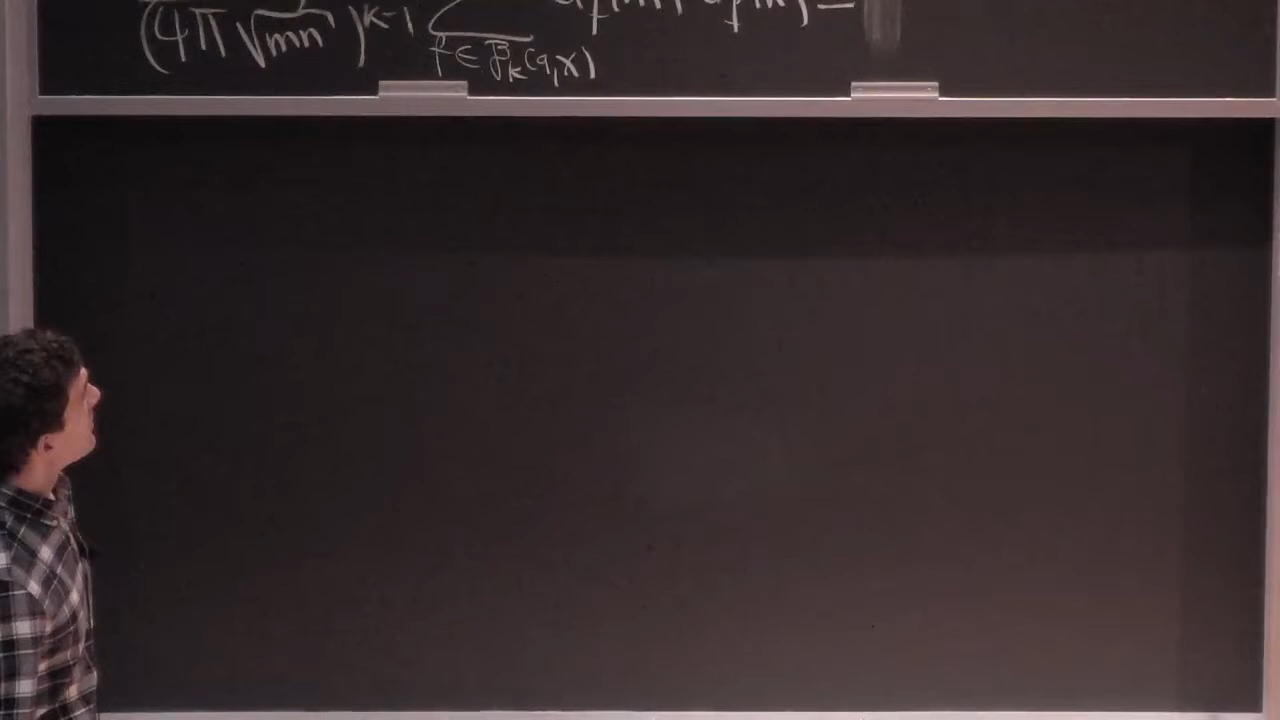 (4π √mn)^{k-1} ∑_{f ∈ ℬ_k(q,χ)} a_f(m) a_f(n) =